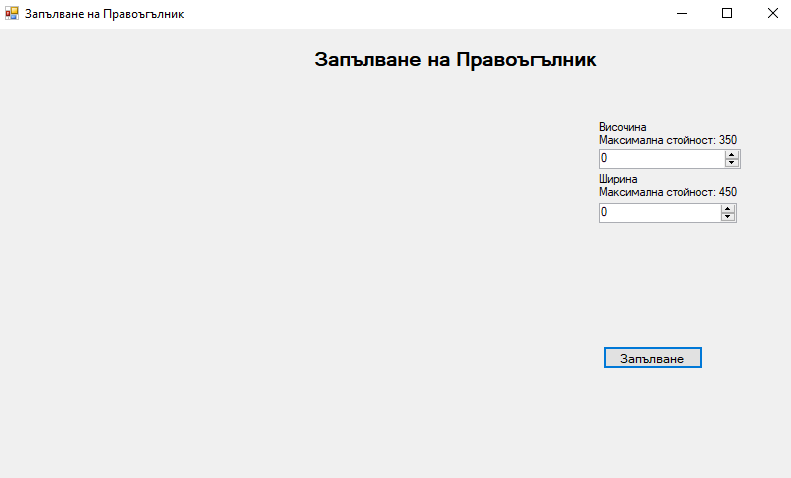 Запълване на Правоъгълник
Запълване на Правоъгълник
Височина
Максимална стойност: 350
0
Ширина
Максимална стойност: 450
0
Запълване